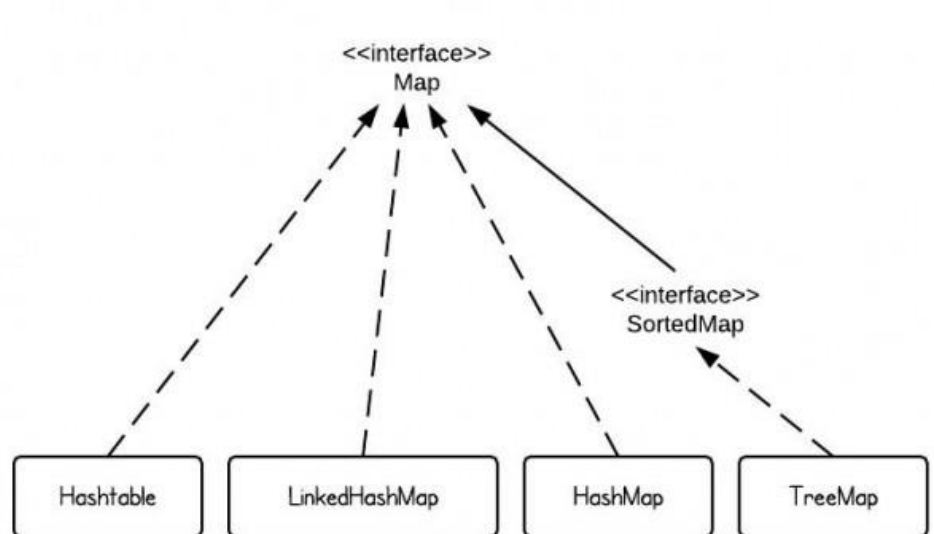 <<interface>>
Map
<<interface>>
SortedMap
Hashtable
LinkedHashMap
HashMap
TreeMap